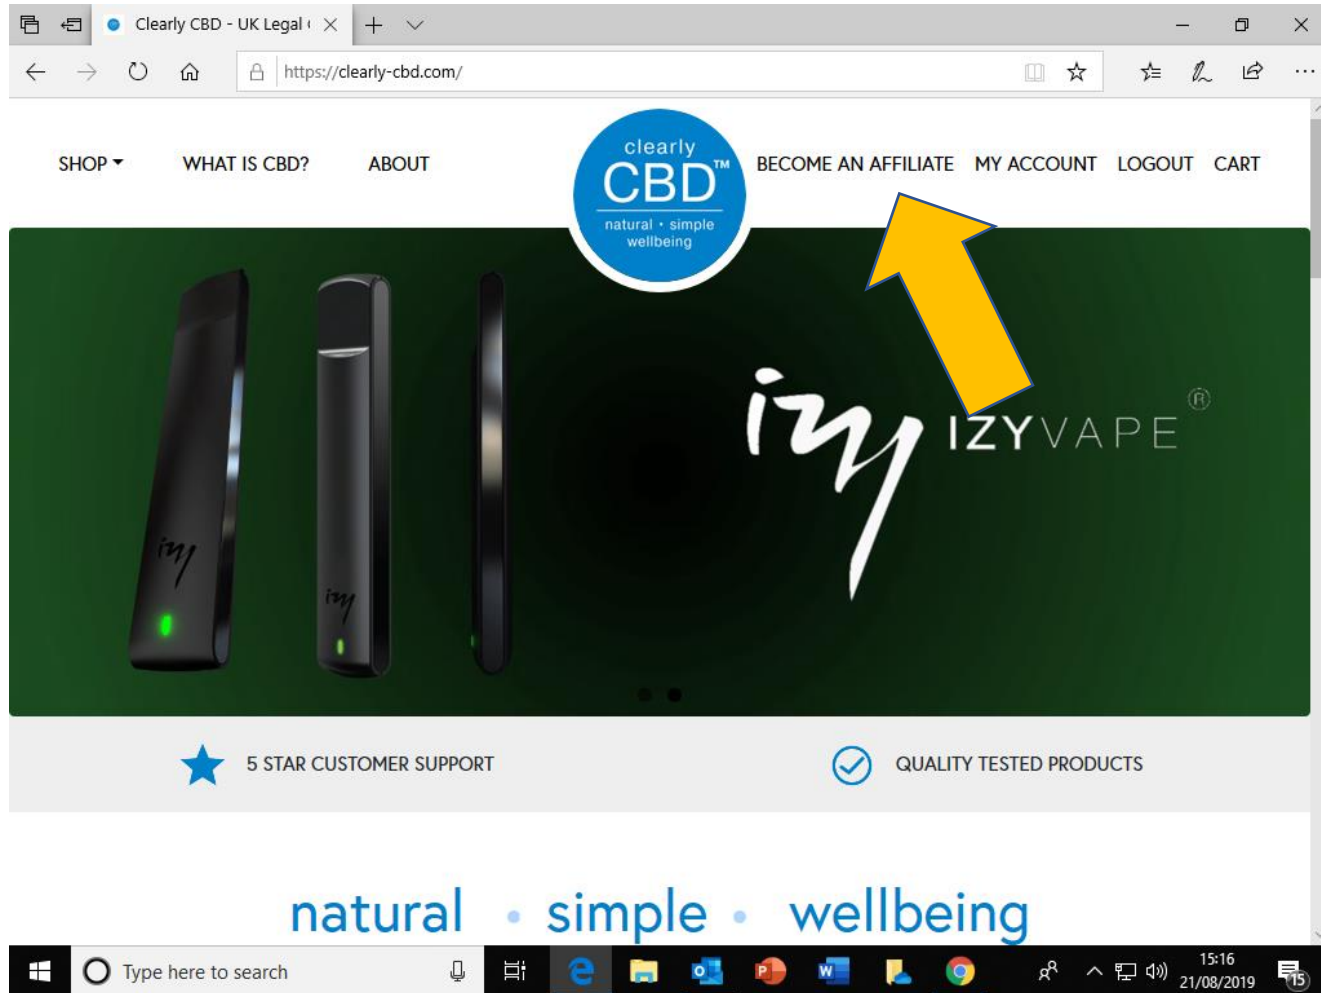 Clearly CBD - UK Legal
https://clearly-cbd.com/
SHOP
WHAT IS CBD?
ABOUT
clearly
CBD™
natural • simple
wellbeing
BECOME AN AFFILIATE
MY ACCOUNT
LOGOUT
CART
izy
izy
izy IZYVAPE®
5 STAR CUSTOMER SUPPORT
QUALITY TESTED PRODUCTS
natural • simple • wellbeing
Type here to search
15:16
21/08/2019
15